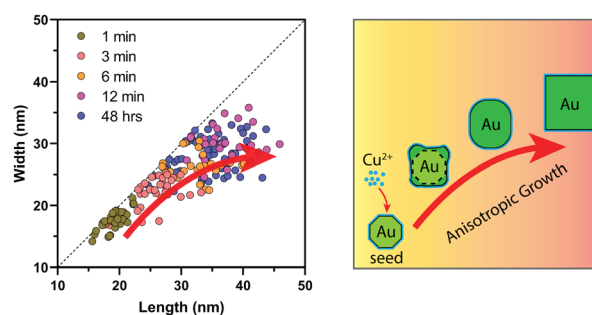 50
40
30
20
10
Width (nm)
1 min
3 min
6 min
12 min
48 hrs
10
20
30
40
50
Length (nm)
Au
Au
Au
Cu²⁺
Au
seed
Anisotropic Growth